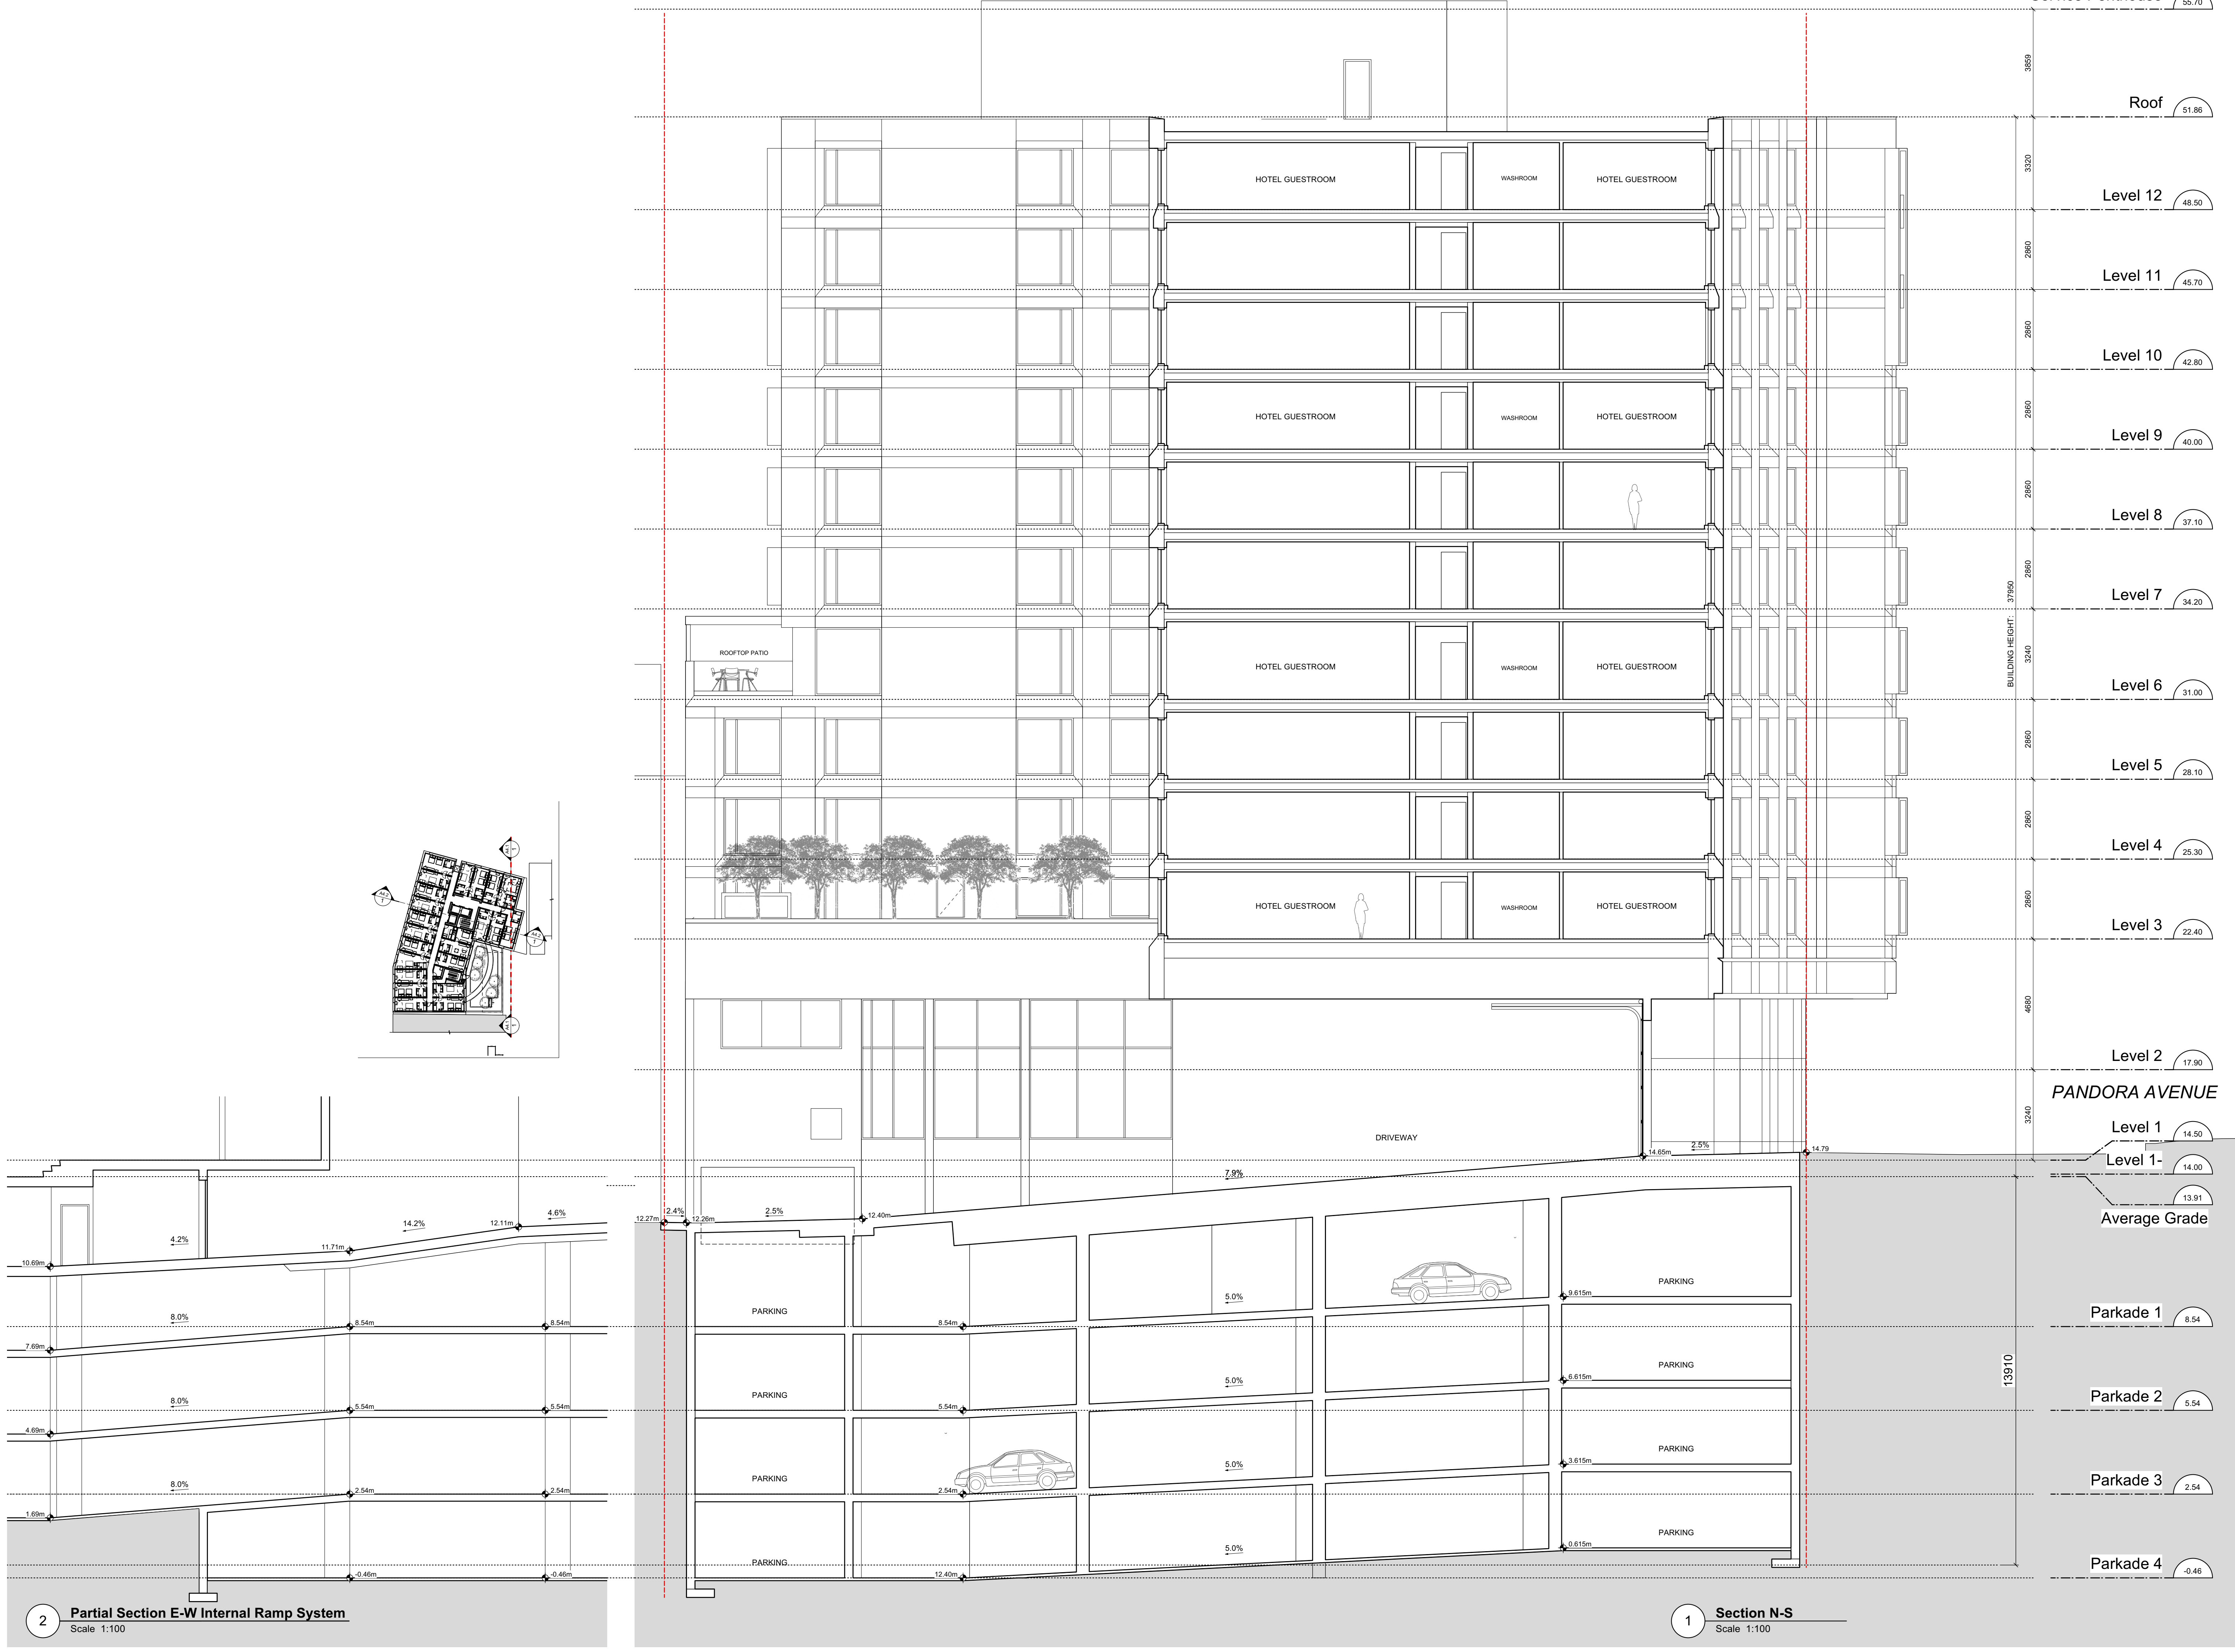 55.70
3859
Roof
51.86
3320
HOTEL GUESTROOM
WASHROOM
HOTEL GUESTROOM
Level 12
48.50
2860
Level 11
45.70
2860
Level 10
42.80
2860
HOTEL GUESTROOM
WASHROOM
HOTEL GUESTROOM
Level 9
40.00
2860
Level 8
37.10
2860
Level 7
34.20
BUILDING HEIGHT: 37950
3240
ROOFTOP PATIO
HOTEL GUESTROOM
WASHROOM
HOTEL GUESTROOM
Level 6
31.00
2860
Level 5
28.10
2860
Level 4
25.30
2860
HOTEL GUESTROOM
WASHROOM
HOTEL GUESTROOM
Level 3
22.40
4680
Level 2
17.90
PANDORA AVENUE
3240
Level 1
14.50
DRIVEWAY
2.5%
14.65m
14.79
Level 1-
14.00
7.9%
13.91
Average Grade
12.27m
2.4%
12.26m
2.5%
12.40m
4.6%
14.2%
12.11m
4.2%
11.71m
10.69m
PARKING
9.615m
PARKING
5.0%
8.0%
8.54m
8.54m
8.54m
Parkade 1
8.54
7.69m
PARKING
6.615m
13910
5.0%
PARKING
8.0%
5.54m
5.54m
5.54m
Parkade 2
5.54
4.69m
PARKING
3.615m
5.0%
PARKING
8.0%
2.54m
2.54m
2.54m
Parkade 3
2.54
1.69m
PARKING
0.615m
5.0%
PARKING
-0.46m
-0.46m
12.40m
Parkade 4
-0.46
2
Partial Section E-W Internal Ramp System
Scale 1:100
1
Section N-S
Scale 1:100